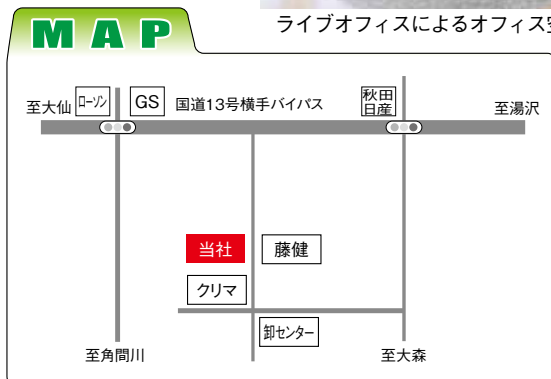 ライブオフィスによるオフィス
MAP
至大仙
ローソン
GS
国道13号横手バイパス
秋田
日産
至湯沢
当社
藤健
クリマ
卸センター
至角間川
至大森